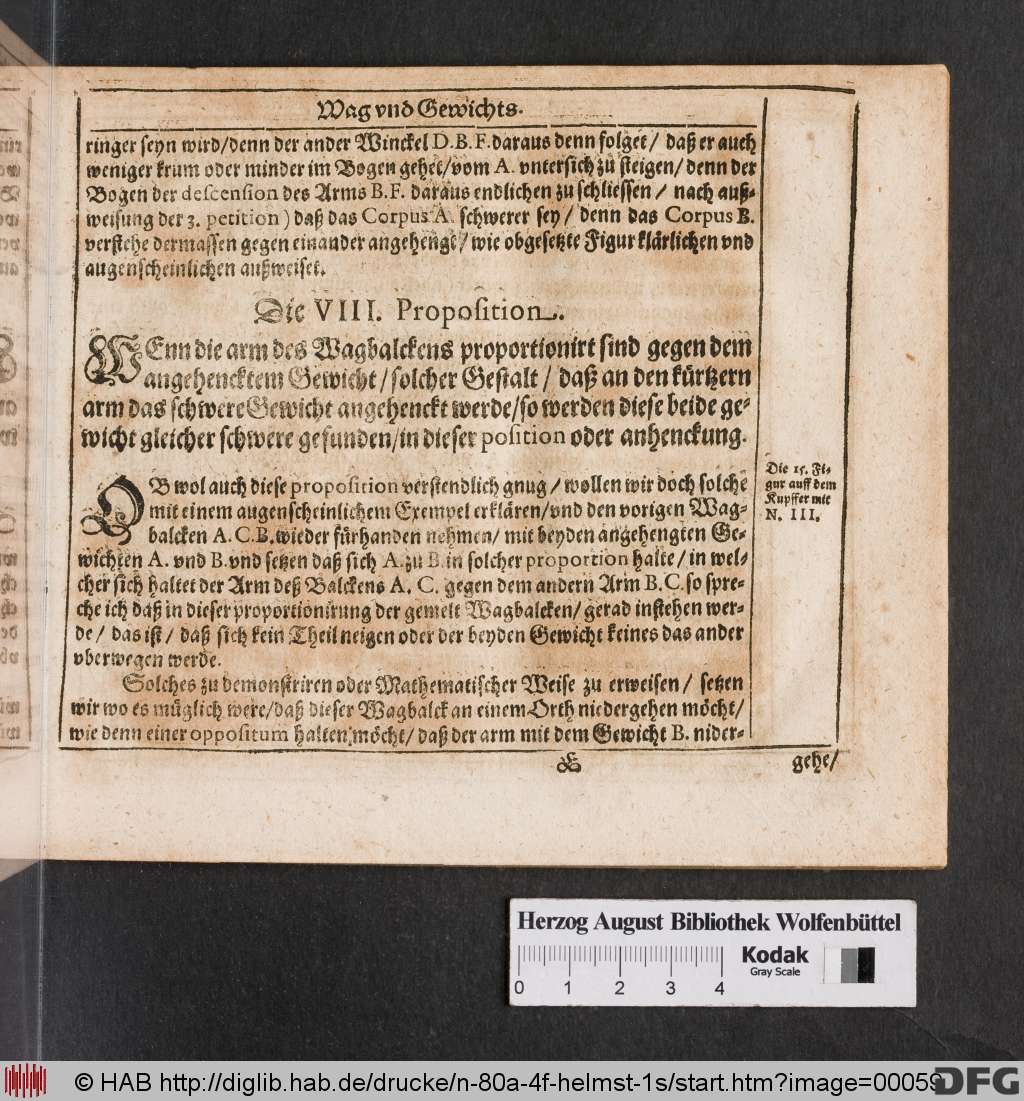 Wag vnd Gewichts.
ringer seyn wird/denn der ander Winckel D.B.F.daraus denn folget/ daß er auch
weniger krum oder minder im Bogen gehet/vom A. vntersich zu steigen/denn der
Bogen der descension des Arms B.F. daraus endlichen zu schliessen / nach auß-
weisung der 3. petition) daß das Corpus A. schwerer sey/ denn das Corpus B.
verstehe dermassen gegen einander angehengt/ wie obgesetzte Figur klärlichen vnd
augenscheinlichen außweiset.
Die VIII. Proposition.
WEnn die arm des Wagbalckens proportionirt sind gegen dem
angehencktem Gewicht/solcher Gestalt/ daß an den kürtzern
arm das schwere Gewicht angehenckt werde/so werden diese beide ge-
wicht gleicher schwere gefunden/in dieser position oder anhenckung.
Die 15. Fi-
gur auff dem
Kupffer mit
N. III.
OB wol auch diese proposition verstendlich gnug/ wollen wir doch solche
mit einem augenscheinlichem Exempel erklären/vnd den vorigen Wag-
balcken A.C.B.wieder fürhanden nehmen/ mit beyden angehengten Ge-
wichten A. vnd B.vnd setzen daß sich A.zu B.in solcher proportion halte/in wel-
cher sich haltet der Arm deß Balckens A. C. gegen dem andern Arm B.C.so spre-
che ich daß in dieser proportionirung der gemelt Wagbalcken/gerad instehen wer-
de/ das ist/ daß sich kein Theil neigen oder der beyden Gewicht keines das ander
vberwegen werde.
Solches zu demonstriren oder Mathematischer Weise zu erweisen/ setzen
wir wo es müglich were/daß dieser Wagbalck an einem Orth nidergehen möcht/
wie denn einer oppositum halten möcht/ daß der arm mit dem Gewicht B. nider-
E
gehe/
Herzog August Bibliothek Wolfenbüttel
Kodak
Gray Scale
0 1 2 3 4
© HAB http://diglib.hab.de/drucke/n-80a-4f-helmst-1s/start.htm?image=00059
DFG